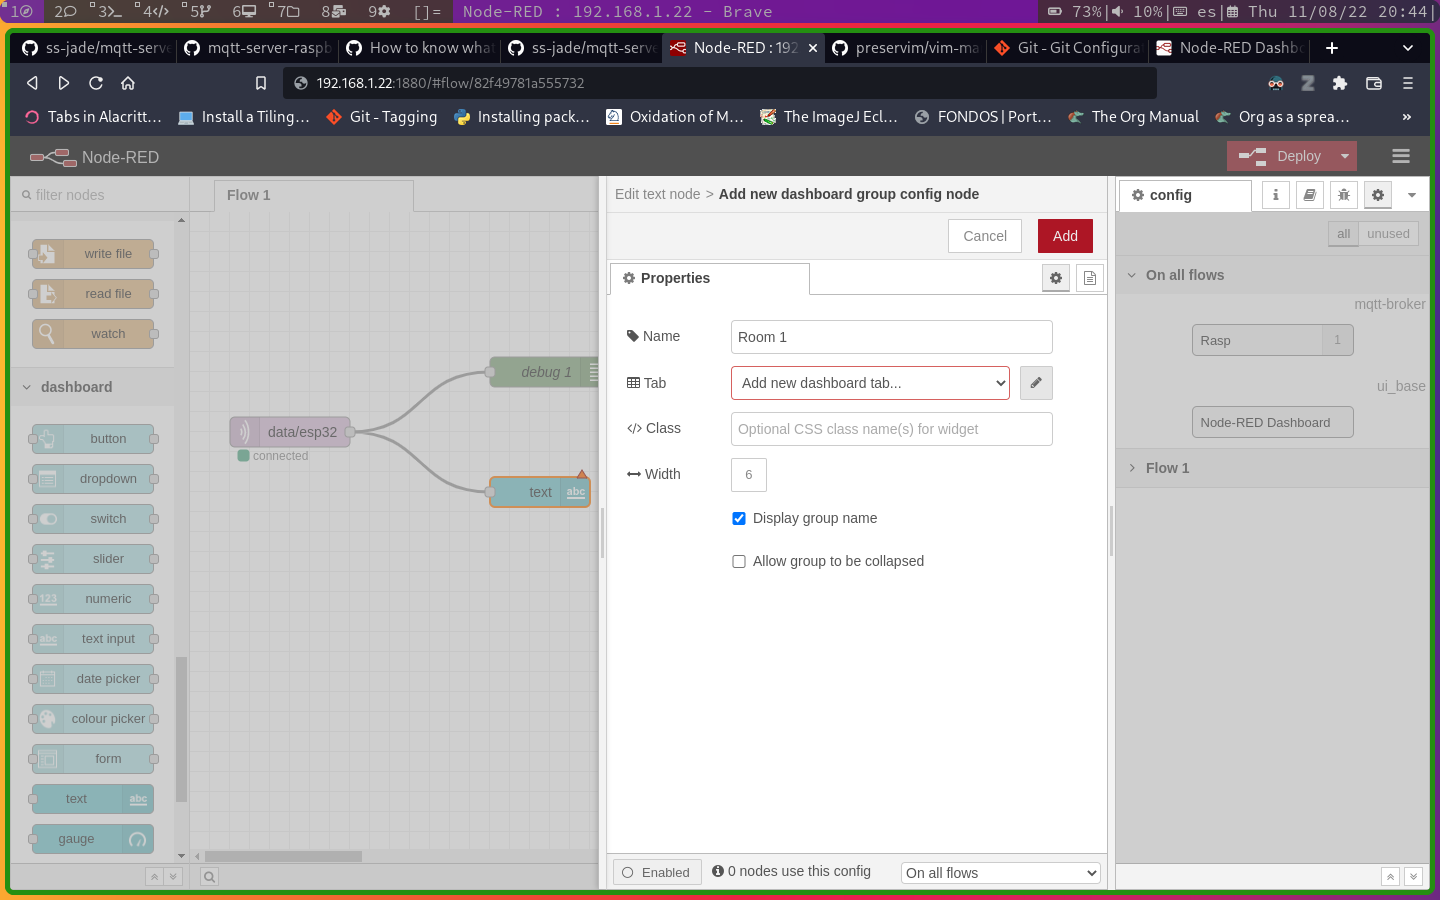 1 2 3 4 5 6 7 8 9 []= Node-RED : 192.168.1.22 - Brave 73%| 10%| es| Thu 11/08/22 20:44|
ss-jade/mqtt-serve mqtt-server-raspb How to know what ss-jade/mqtt-serve Node-RED : 192 preservim/vim-ma Git - Git Configurat Node-RED Dashbo
192.168.1.22:1880/#flow/82f49781a555732
Tabs in Alacritt… Install a Tiling… Git - Tagging Installing pack… Oxidation of M… The ImageJ Ecl… FONDOS | Port… The Org Manual Org as a sprea… »
Node-RED Deploy
filter nodes
Flow 1
Edit text node > Add new dashboard group config node
config
Cancel Add
all unused
write file
read file
watch
dashboard
button
dropdown
switch
slider
numeric
123
text input
abc
date picker
colour picker
form
text abc
gauge
debug 1
data/esp32
connected
text abc
Properties
Name Room 1
Tab Add new dashboard tab...
Class Optional CSS class name(s) for widget
Width 6
Display group name
Allow group to be collapsed
Enabled 0 nodes use this config On all flows
On all flows
mqtt-broker
Rasp 1
ui_base
Node-RED Dashboard
Flow 1